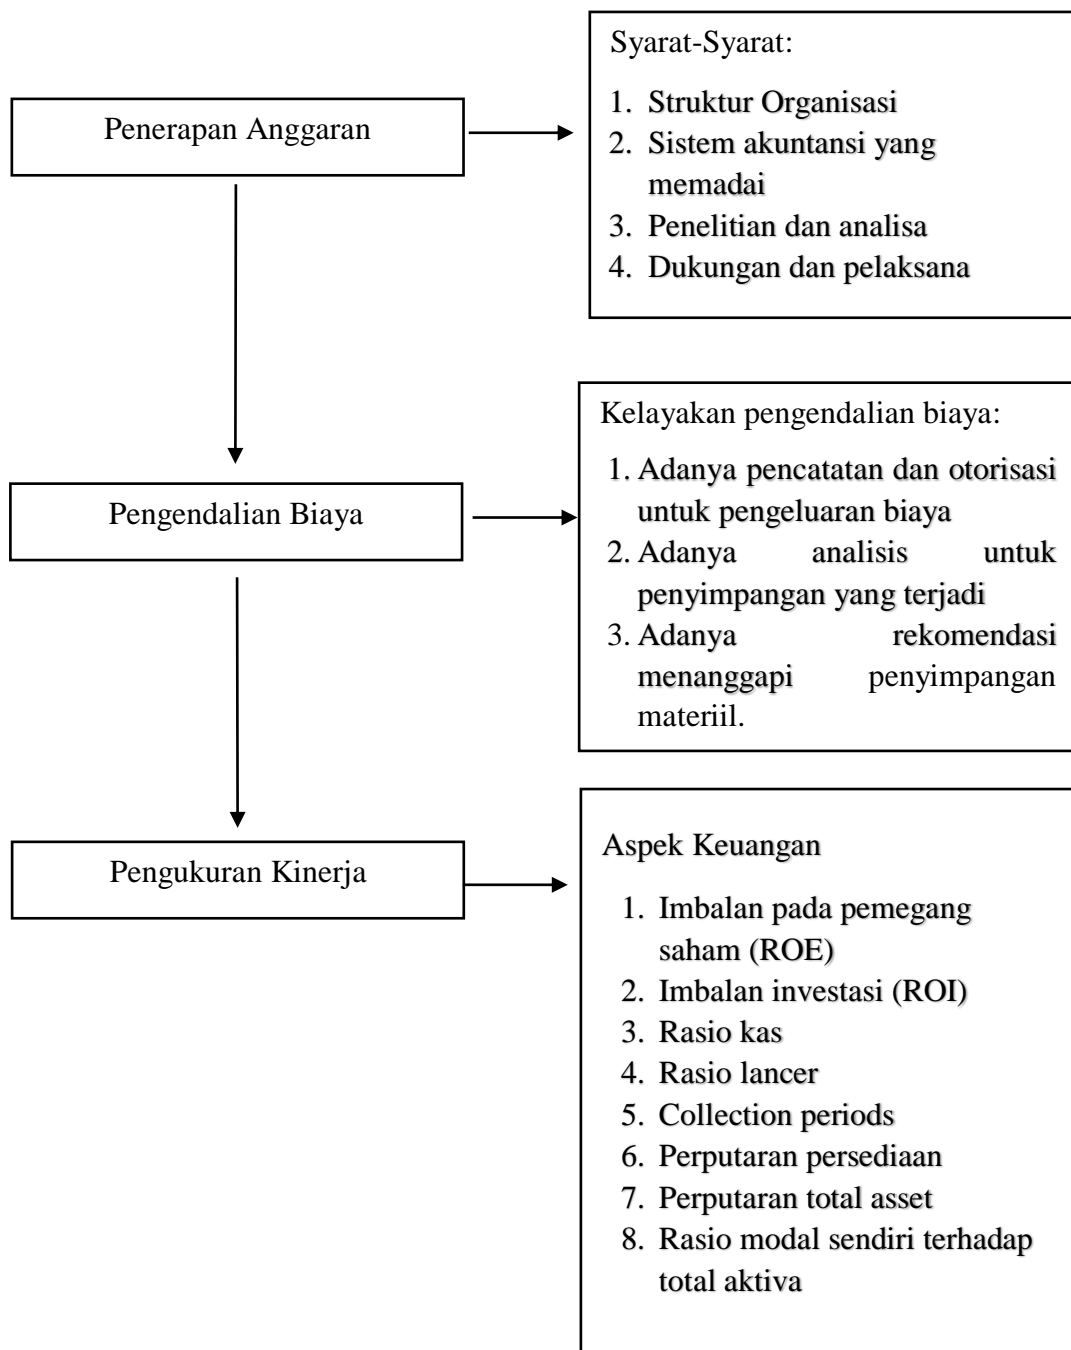 Penerapan Anggaran
Syarat-Syarat:
1. Struktur Organisasi
2. Sistem akuntansi yang
memadai
3. Penelitian dan analisa
4. Dukungan dan pelaksana
Pengendalian Biaya
Kelayakan pengendalian biaya:
1. Adanya pencatatan dan otorisasi
untuk pengeluaran biaya
2. Adanya analisis untuk
penyimpangan yang terjadi
3. Adanya rekomendasi
menanggapi penyimpangan
materiil.
Pengukuran Kinerja
Aspek Keuangan
1. Imbalan pada pemegang
saham (ROE)
2. Imbalan investasi (ROI)
3. Rasio kas
4. Rasio lancer
5. Collection periods
6. Perputaran persediaan
7. Perputaran total asset
8. Rasio modal sendiri terhadap
total aktiva